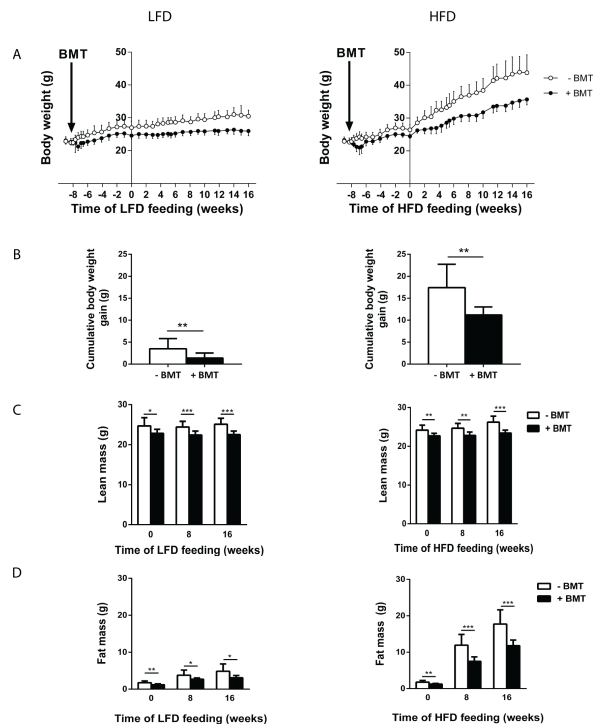 LFD
HFD
A
BMT
Body weight (g)
50
40
30
20
-8 -6 -4 -2 0 2 4 6 8 10 12 14 16
Time of LFD feeding (weeks)
BMT
Body weight (g)
50
40
30
20
-8 -6 -4 -2 0 2 4 6 8 10 12 14 16
Time of HFD feeding (weeks)
- BMT
+ BMT
B
Cumulative body weight
gain (g)
25
20
15
10
5
0
**
- BMT + BMT
Cumulative body weight
gain (g)
25
20
15
10
5
0
**
- BMT + BMT
C
Lean mass (g)
30
20
10
0
* *** ***
0 8 16
Time of LFD feeding (weeks)
Lean mass (g)
30
20
10
0
** ** ***
0 8 16
Time of HFD feeding (weeks)
- BMT
+ BMT
D
Fat mass (g)
30
20
10
0
** * *
0 8 16
Time of LFD feeding (weeks)
Fat mass (g)
30
20
10
0
** *** ***
0 8 16
Time of HFD feeding (weeks)
- BMT
+ BMT